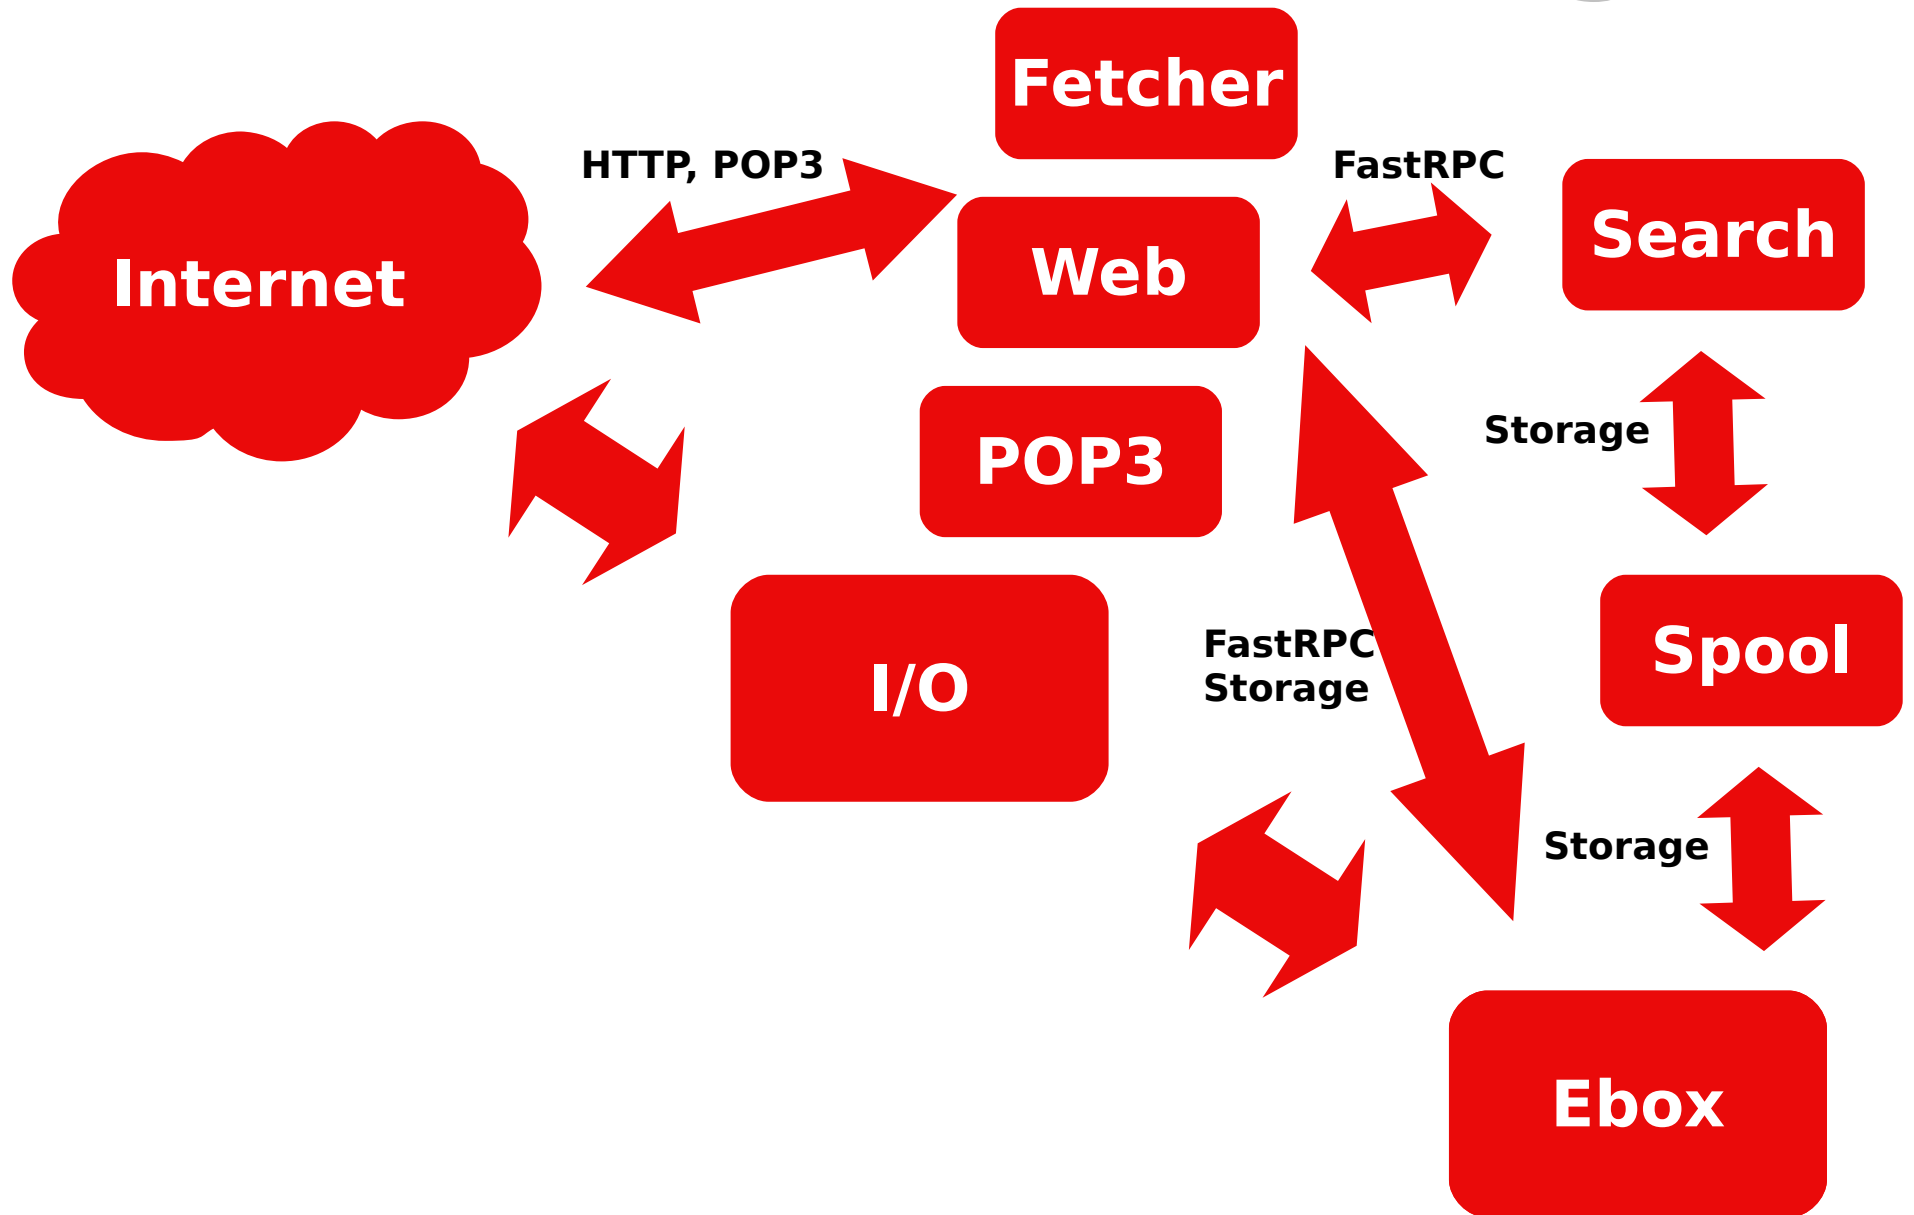 Fetcher
HTTP, POP3
FastRPC
Search
Internet
Web
Storage
POP3
FastRPC
Storage
Spool
I/O
Storage
Ebox